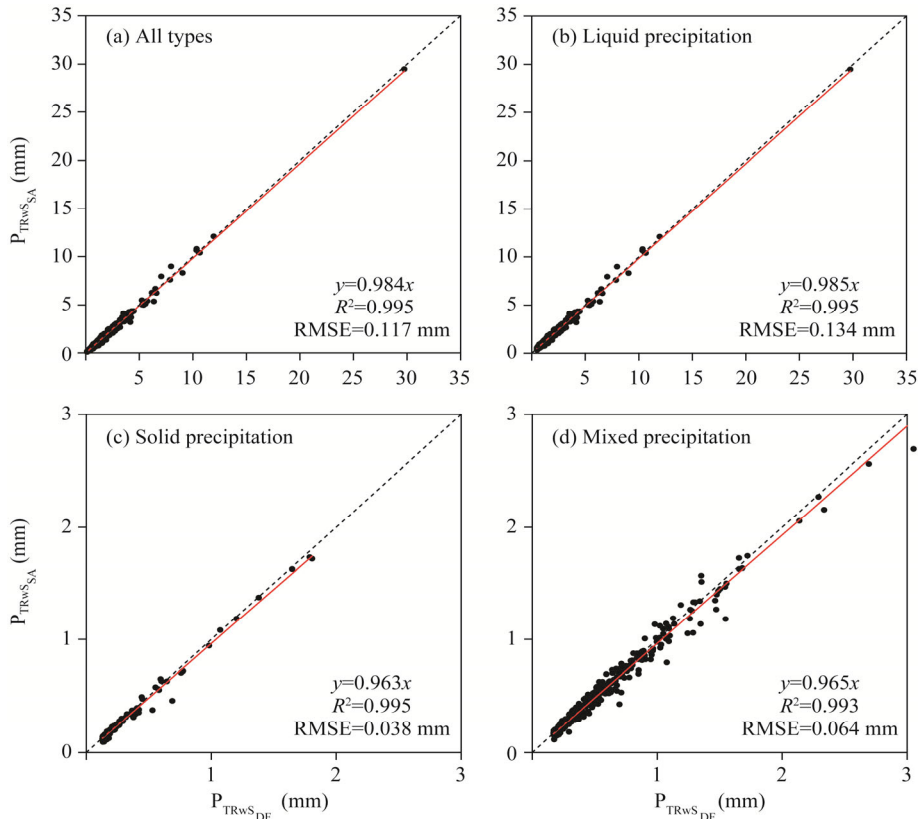 (a) All types
35
30
25
20
15
10
5
0
5 10 15 20 25 30 35
P_TRwS_SA (mm)
y=0.984x
R²=0.995
RMSE=0.117 mm
(b) Liquid precipitation
35
30
25
20
15
10
5
0
5 10 15 20 25 30 35
y=0.985x
R²=0.995
RMSE=0.134 mm
(c) Solid precipitation
3
2
1
0
1 2 3
P_TRwS_SA (mm)
P_TRwS_DF (mm)
y=0.963x
R²=0.995
RMSE=0.038 mm
(d) Mixed precipitation
3
2
1
0
1 2 3
P_TRwS_DF (mm)
y=0.965x
R²=0.993
RMSE=0.064 mm